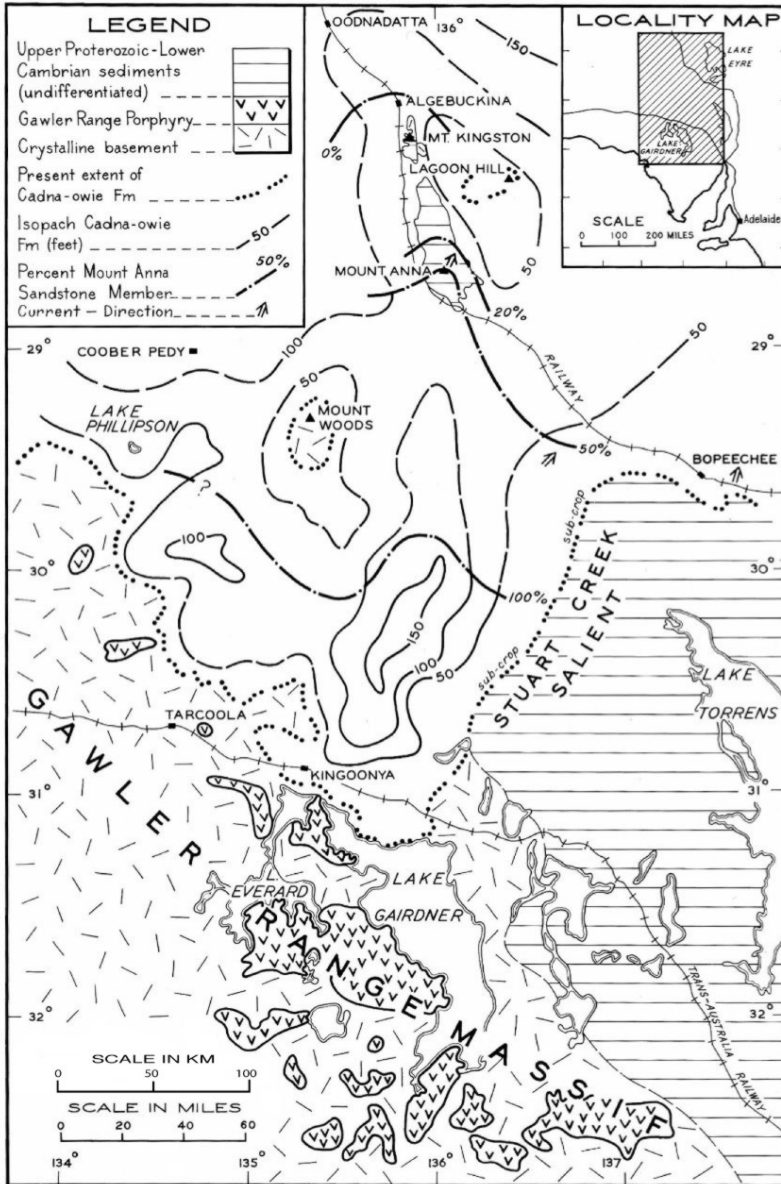 LEGEND
Upper Proterozoic-Lower
Cambrian sediments
(undifferentiated)
Gawler Range Porphyry
Crystalline basement
Present extent of
Cadna-owie Fm
Isopach Cadna-owie
Fm (feet)
50
Percent Mount Anna
50%
Sandstone Member
Current-Direction
LOCALITY MAP
LAKE
EYRE
LAKE
GAIRDNER
Adelaide
SCALE
0 100 200 MILES
OODNADATTA
136°
150
ALGEBUCKINA
0%
MT. KINGSTON
LAGOON HILL
50
MOUNT ANNA
20%
29°
COOBER PEDY
100
50
29°
RAILWAY
LAKE
PHILLIPSON
50
MOUNT
WOODS
50%
BOPEECHEE
?
sub-crop
100
30°
30°
100%
150
100
50
STUART CREEK
SALIENT
sub-crop
LAKE
TORRENS
TARCOOLA
KINGOONYA
31°
31°
GAWLER
RANGE
MASSIF
L.
EVERARD
LAKE
GAIRDNER
32°
32°
TRANS-AUSTRALIA
RAILWAY
SCALE IN KM
0 50 100
SCALE IN MILES
0 20 40 60
134° 135° 136° 137°